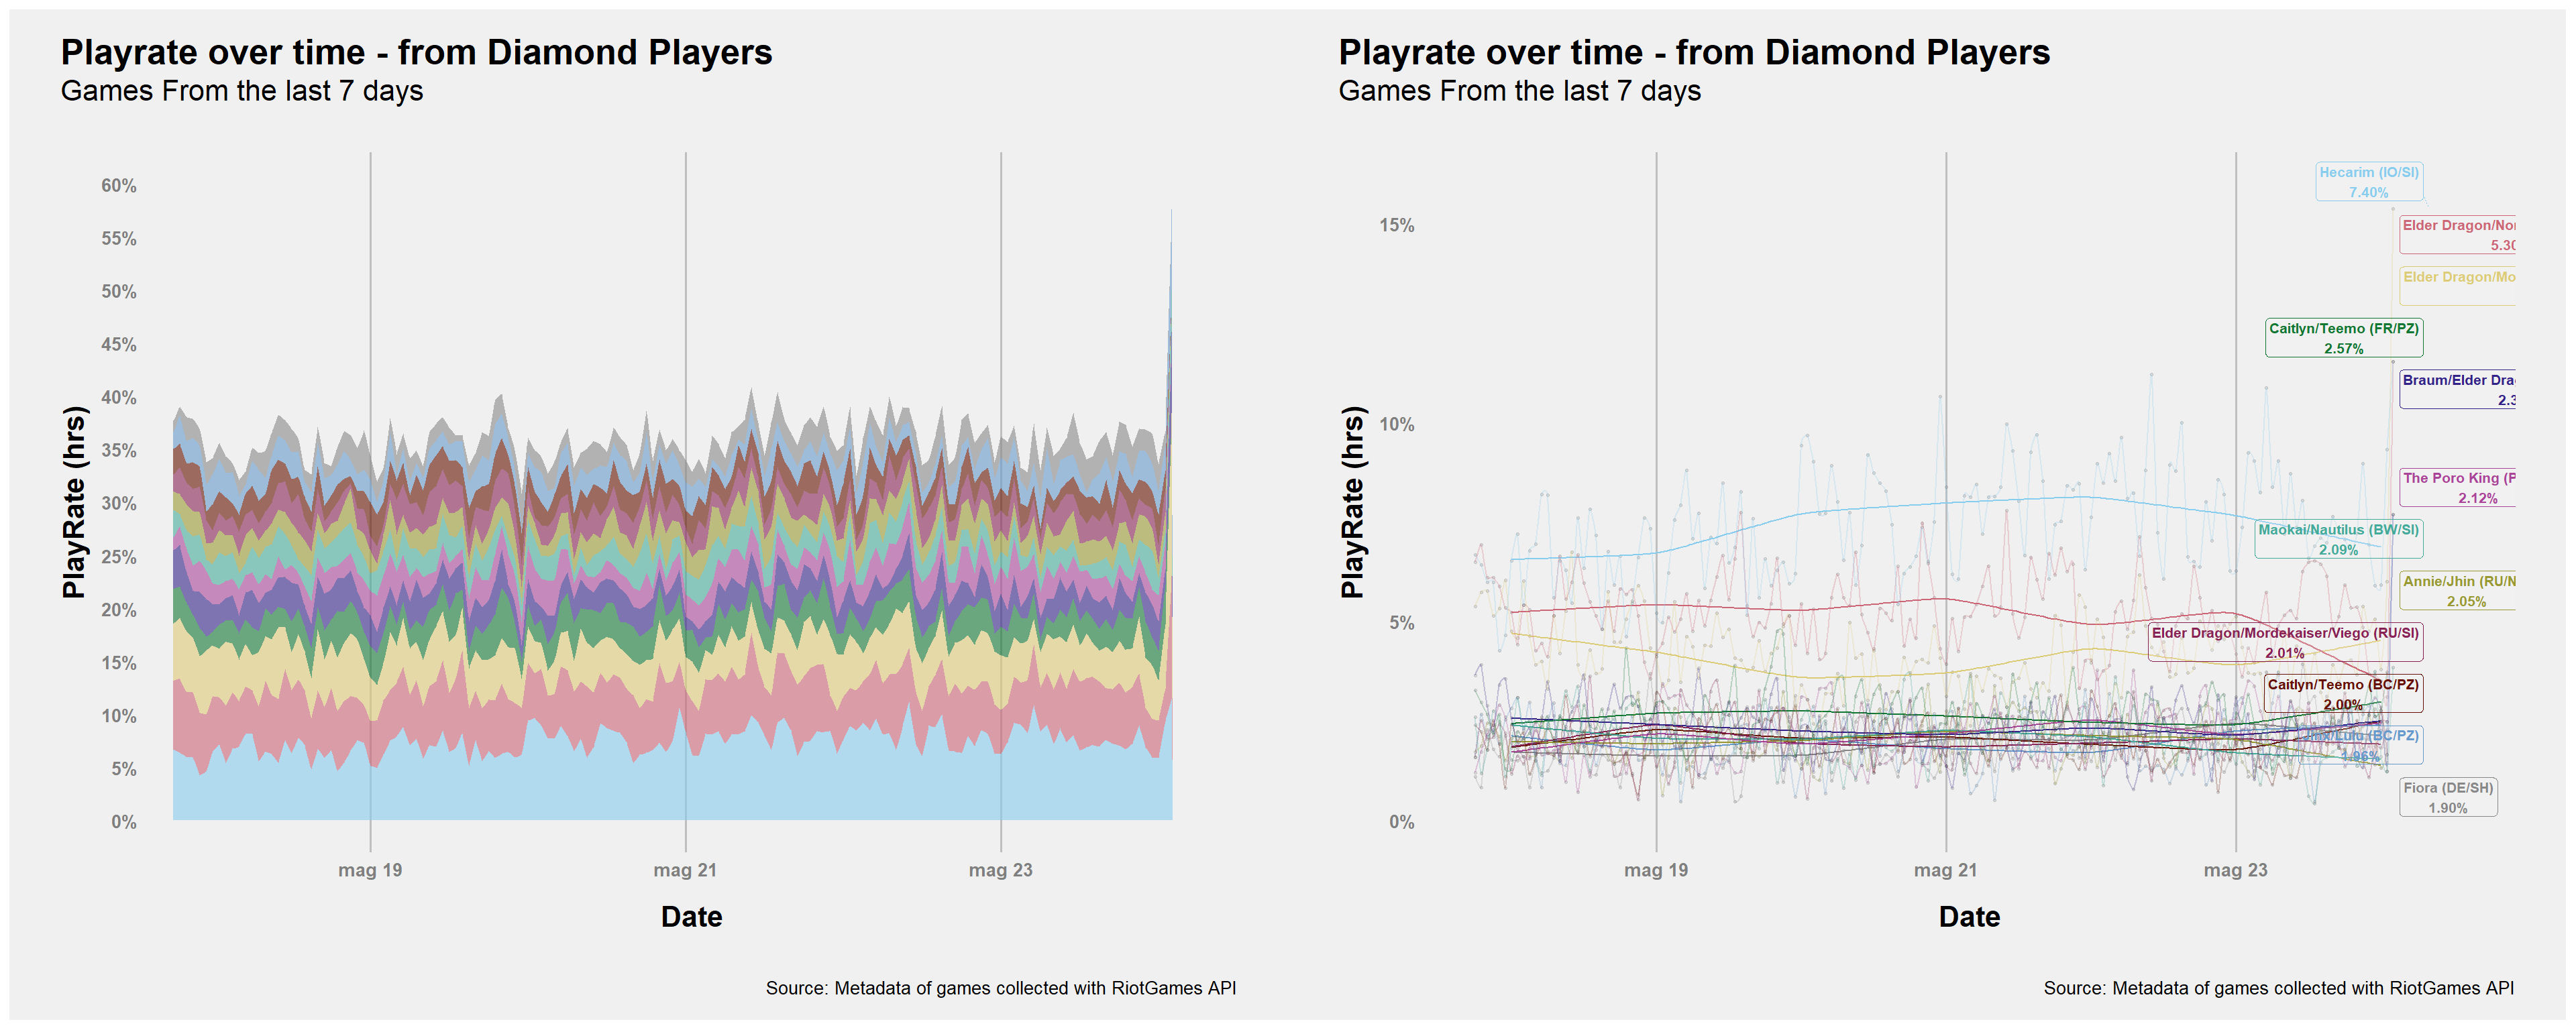 Playrate over time - from Diamond Players
Games From the last 7 days
PlayRate (hrs)
60%
55%
50%
45%
40%
35%
30%
25%
20%
15%
10%
5%
0%
mag 19
mag 21
mag 23
Date
Source: Metadata of games collected with RiotGames API
Playrate over time - from Diamond Players
Games From the last 7 days
PlayRate (hrs)
15%
10%
5%
0%
Hecarim (IO/SI)
7.40%
Elder Dragon/
Elder Dragon/
Caitlyn/Teemo (FR/PZ)
2.57%
Braum/Elder
The Poro King
2.12%
Maokai/Nautilus (BW/SI)
2.09%
Annie/Jhin
2.05%
Elder Dragon/Mordekaiser/Viego (RU/SI)
2.01%
Caitlyn/Teemo (BC/PZ)
2.00%
Lulu (BC/PZ)
1.96%
Fiora (DE/SH)
1.90%
mag 19
mag 21
mag 23
Date
Source: Metadata of games collected with RiotGames API